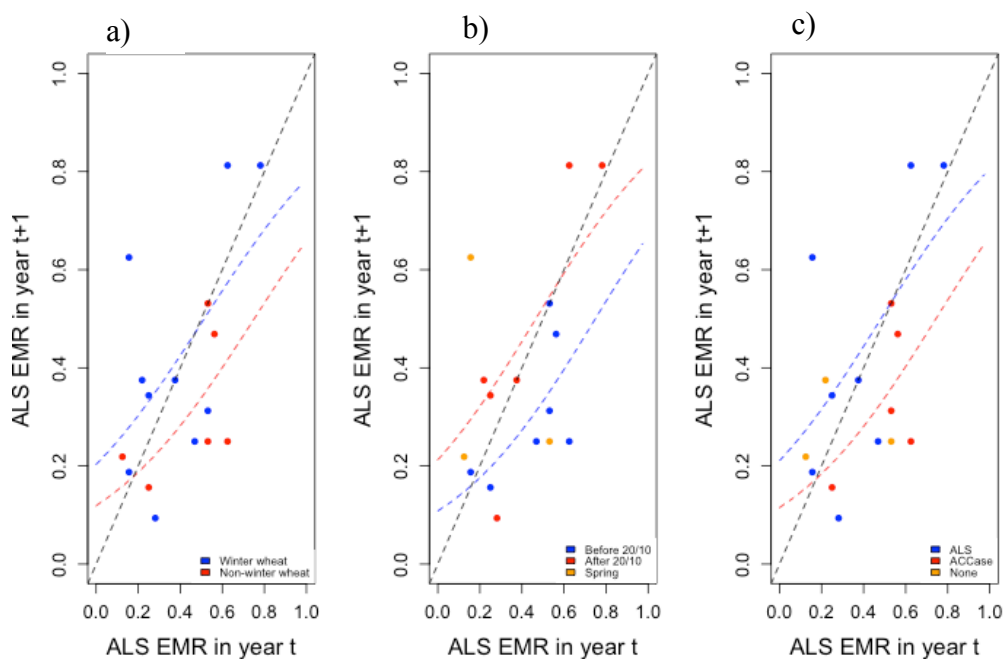 a)
b)
c)
ALS EMR in year t+1
1.0
0.8
0.6
0.4
0.2
0.0
Winter wheat
Non-winter wheat
0.0 0.2 0.4 0.6 0.8 1.0
ALS EMR in year t
ALS EMR in year t+1
1.0
0.8
0.6
0.4
0.2
0.0
Before 20/10
After 20/10
Spring
0.0 0.2 0.4 0.6 0.8 1.0
ALS EMR in year t
ALS EMR in year t+1
1.0
0.8
0.6
0.4
0.2
0.0
ALS
ACCase
None
0.0 0.2 0.4 0.6 0.8 1.0
ALS EMR in year t